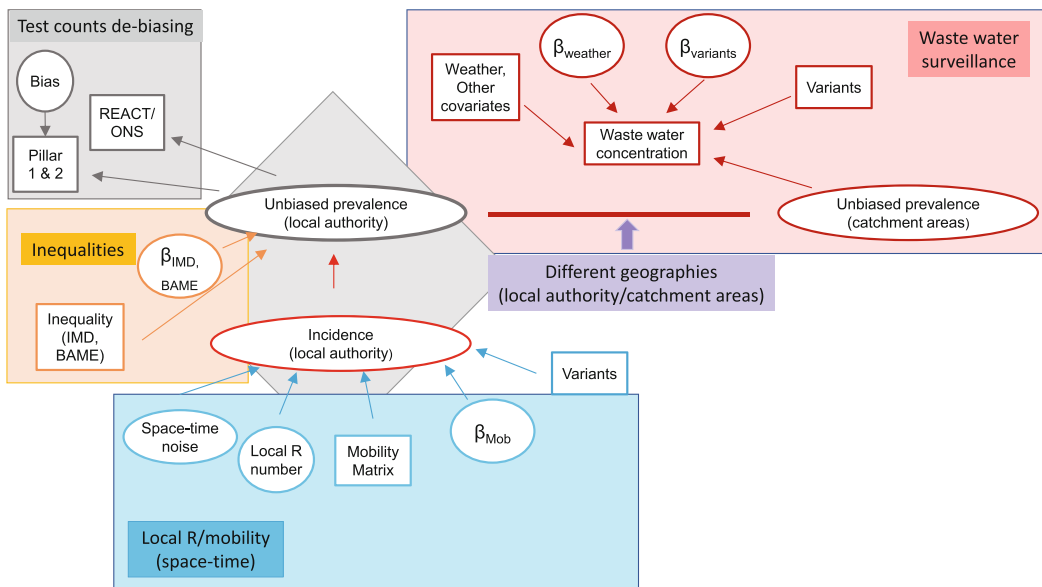 Test counts de-biasing
Bias
REACT/
ONS
Pillar
1 & 2
Waste water
surveillance
βweather
βvariants
Weather,
Other
covariates
Variants
Waste water
concentration
Unbiased prevalence
(local authority)
Unbiased prevalence
(catchment areas)
Inequalities
βIMD,
BAME
Inequality
(IMD,
BAME)
Different geographies
(local authority/catchment areas)
Incidence
(local authority)
Variants
Space-time
noise
Local R
number
Mobility
Matrix
βMob
Local R/mobility
(space-time)